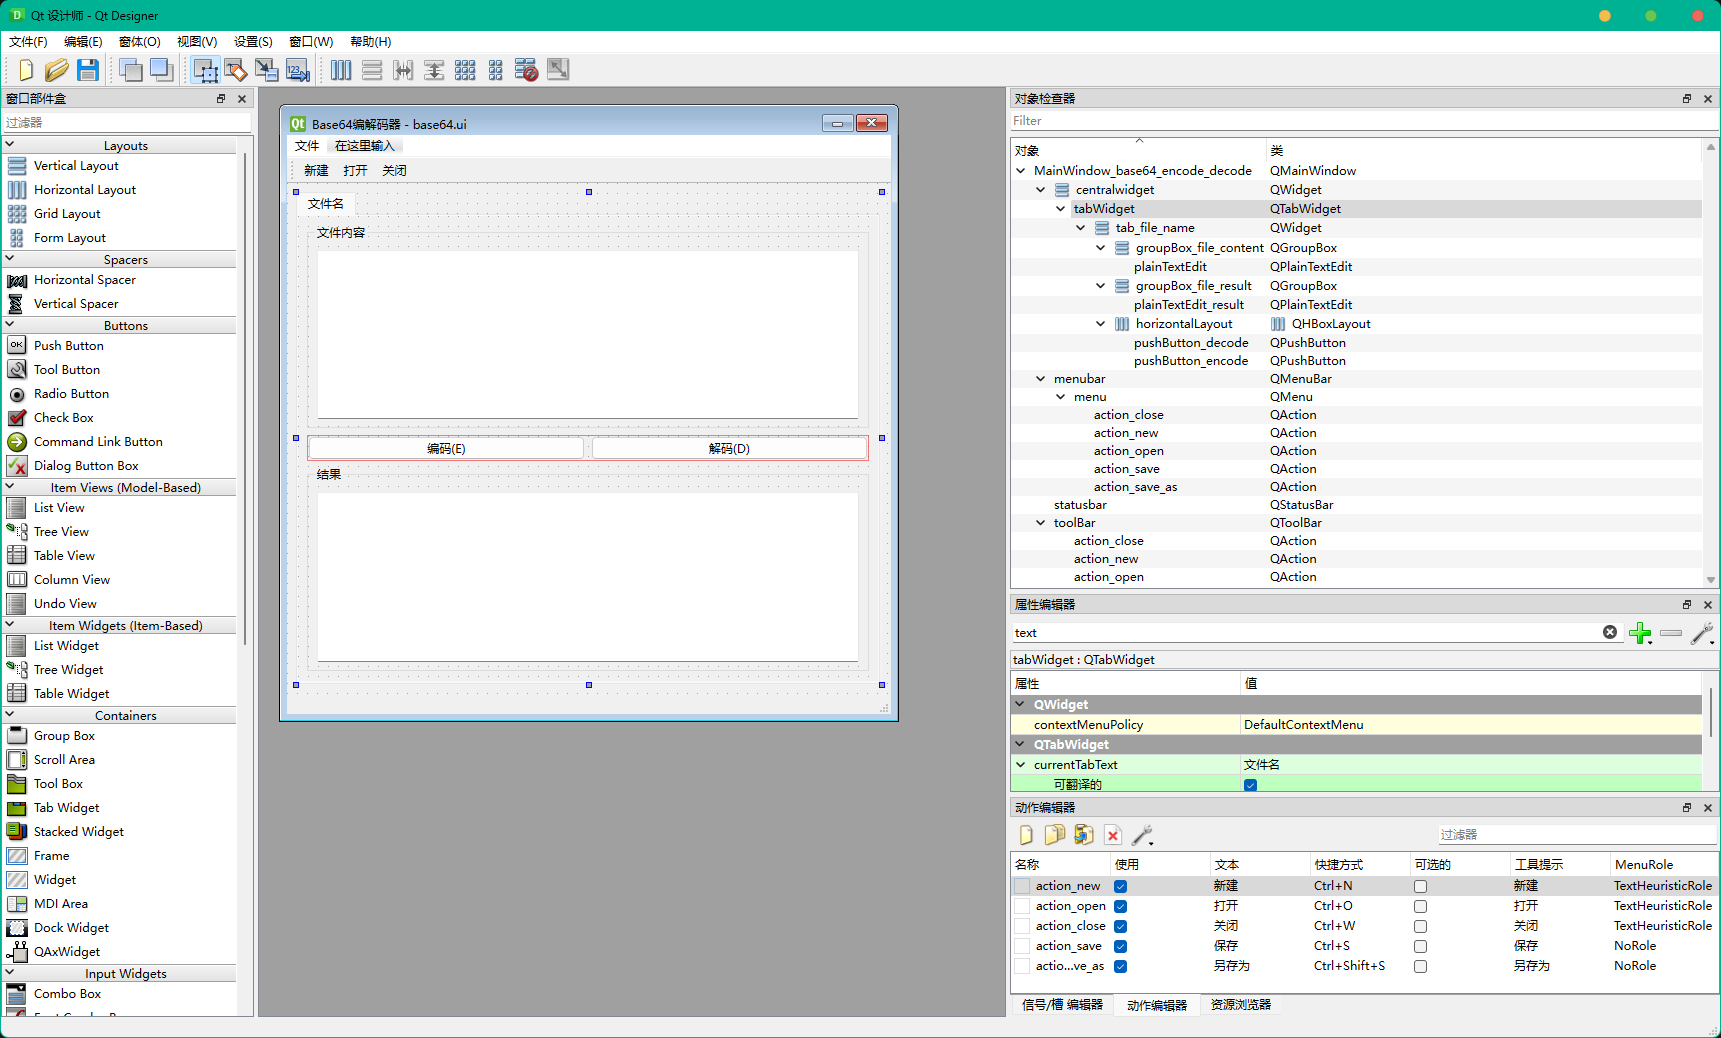 Qt 设计师 - Qt Designer
文件(F) 编辑(E) 窗体(O) 视图(V) 设置(S) 窗口(W) 帮助(H)
窗口部件盒
过滤器
Layouts
Vertical Layout
Horizontal Layout
Grid Layout
Form Layout
Spacers
Horizontal Spacer
Vertical Spacer
Buttons
Push Button
Tool Button
Radio Button
Check Box
Command Link Button
Dialog Button Box
Item Views (Model-Based)
List View
Tree View
Table View
Column View
Undo View
Item Widgets (Item-Based)
List Widget
Tree Widget
Table Widget
Containers
Group Box
Scroll Area
Tool Box
Tab Widget
Stacked Widget
Frame
Widget
MDI Area
Dock Widget
QAxWidget
Input Widgets
Combo Box
Base64编解码器 - base64.ui
文件 在这里输入
新建 打开 关闭
文件名
文件内容
编码(E) 解码(D)
结果
对象检查器
Filter
对象 类
MainWindow_base64_encode_decode QMainWindow
centralwidget QWidget
tabWidget QTabWidget
tab_file_name QWidget
groupBox_file_content QGroupBox
plainTextEdit QPlainTextEdit
groupBox_file_result QGroupBox
plainTextEdit_result QPlainTextEdit
horizontalLayout QHBoxLayout
pushButton_decode QPushButton
pushButton_encode QPushButton
menubar QMenuBar
menu QMenu
action_close QAction
action_new QAction
action_open QAction
action_save QAction
action_save_as QAction
statusbar QStatusBar
toolBar QToolBar
action_close QAction
action_new QAction
action_open QAction
属性编辑器
text
tabWidget : QTabWidget
属性 值
QWidget
contextMenuPolicy DefaultContextMenu
QTabWidget
currentTabText 文件名
可翻译的
动作编辑器
过滤器
名称 使用 文本 快捷方式 可选的 工具提示 MenuRole
action_new 新建 Ctrl+N 新建 TextHeuristicRole
action_open 打开 Ctrl+O 打开 TextHeuristicRole
action_close 关闭 Ctrl+W 关闭 TextHeuristicRole
action_save 保存 Ctrl+S 保存 NoRole
actio...ve_as 另存为 Ctrl+Shift+S 另存为 NoRole
信号/槽 编辑器 动作编辑器 资源浏览器